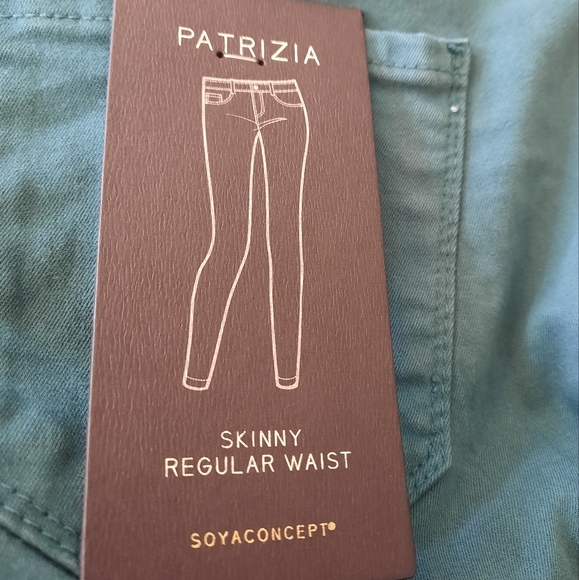 PATRIZIA
SKINNY
REGULAR WAIST
SOYACONCEPT®